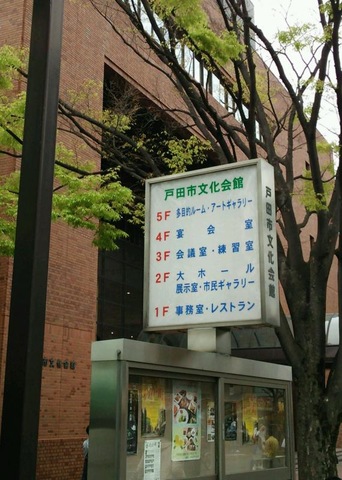 戸田市文化会館
5F 多目的ルーム・アートギャラリー
4F 宴会室
3F 会議室・練習室
2F 大ホール
展示室・市民ギャラリー
1F 事務室・レストラン
戸田市文化会館